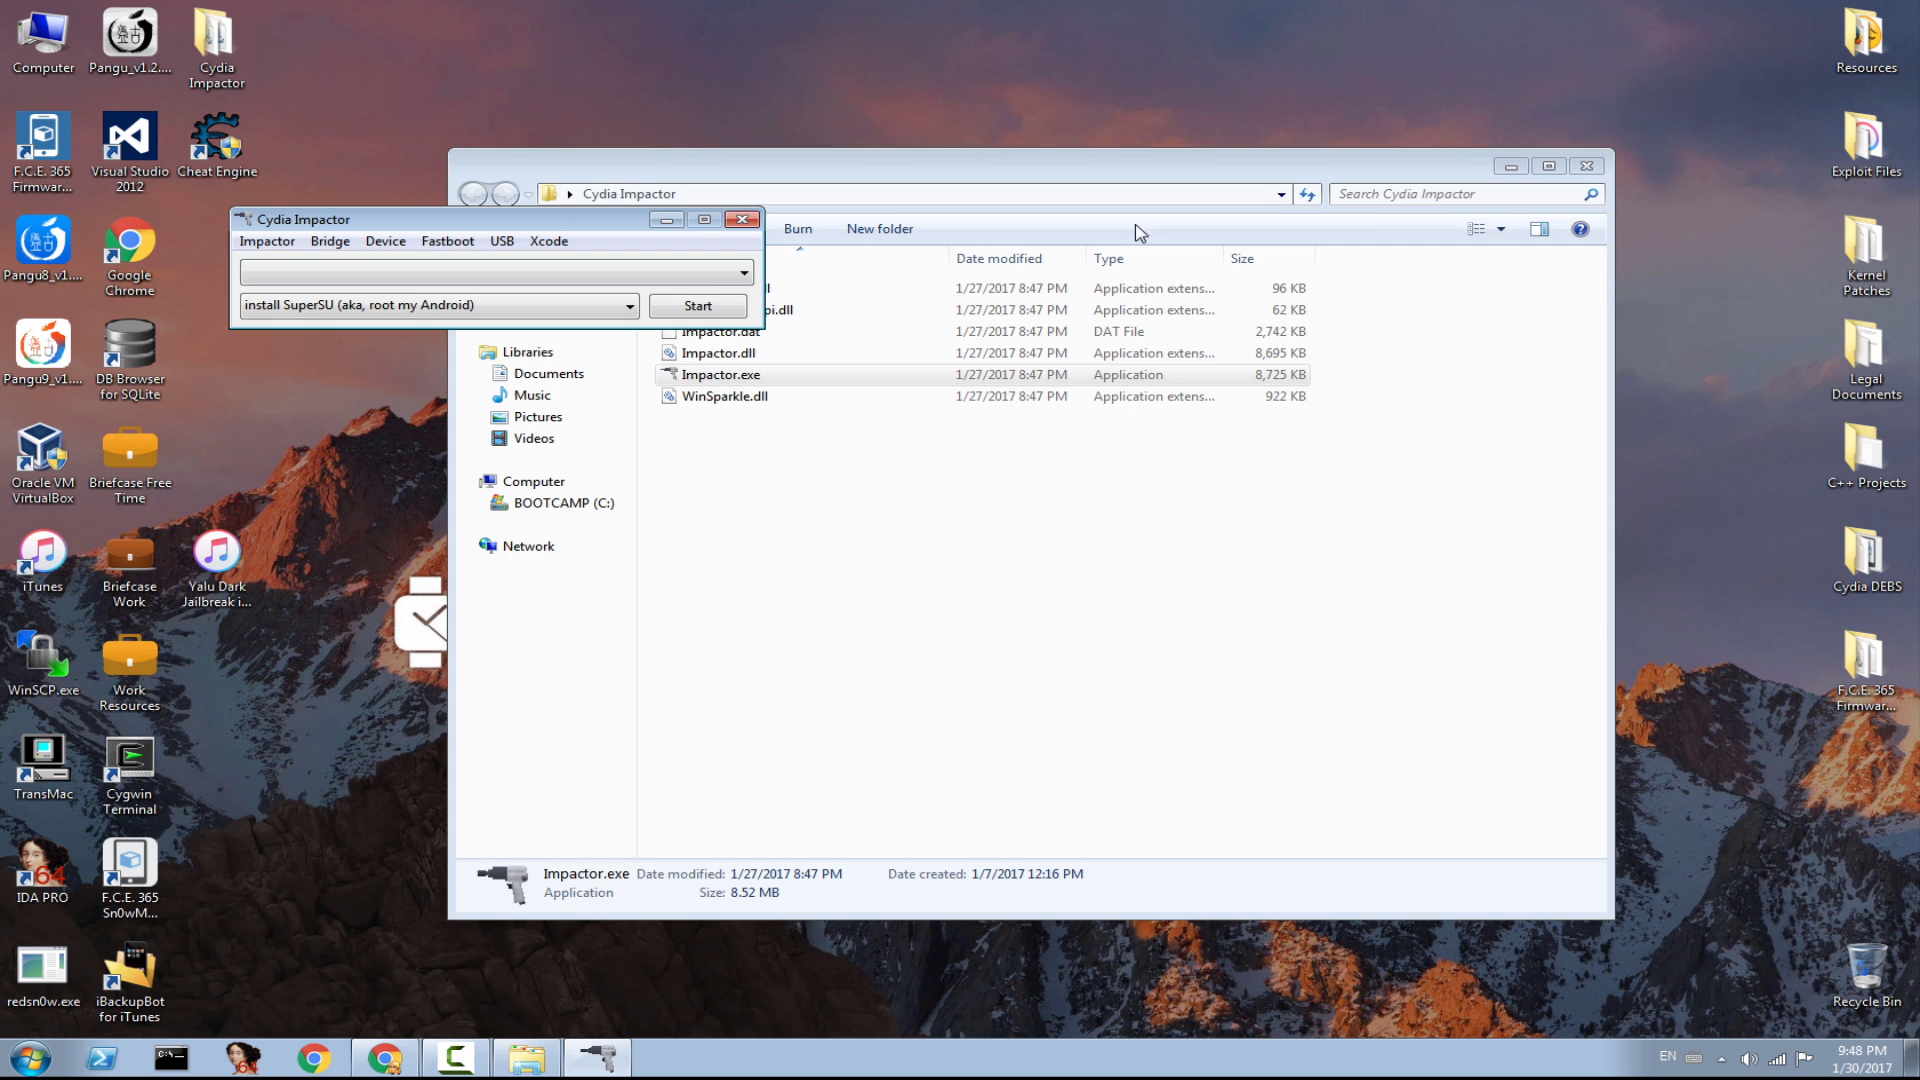 Computer
Pangu_v1.2....
Cydia
Impactor
F.C.E. 365
Firmwar...
Visual Studio
2012
Cheat Engine
Pangu8_v1....
Google
Chrome
Pangu9_v1....
DB Browser
for SQLite
Oracle VM
VirtualBox
Briefcase Free
Time
iTunes
Briefcase
Work
Yalu Dark
Jailbreak i...
WinSCP.exe
Work
Resources
TransMac
Cygwin
Terminal
64
IDA PRO
F.C.E. 365
Sn0wM...
redsn0w.exe
iBackupBot
for iTunes
Cydia Impactor
Impactor Bridge Device Fastboot USB Xcode
install SuperSU (aka, root my Android)
Start
Cydia Impactor
Search Cydia Impactor
Burn New folder
Date modified Type Size
1/27/2017 8:47 PM Application extens... 96 KB
pi.dll 1/27/2017 8:47 PM Application extens... 62 KB
Impactor.dat 1/27/2017 8:47 PM DAT File 2,742 KB
Impactor.dll 1/27/2017 8:47 PM Application extens... 8,695 KB
Impactor.exe 1/27/2017 8:47 PM Application 8,725 KB
WinSparkle.dll 1/27/2017 8:47 PM Application extens... 922 KB
Libraries
Documents
Music
Pictures
Videos
Computer
BOOTCAMP (C:)
Network
Impactor.exe Date modified: 1/27/2017 8:47 PM Date created: 1/7/2017 12:16 PM
Application Size: 8.52 MB
Resources
Exploit Files
Kernel
Patches
Legal
Documents
C++ Projects
Cydia DEBS
F.C.E. 365
Firmwar...
Recycle Bin
C:\
64
EN
9:48 PM
1/30/2017